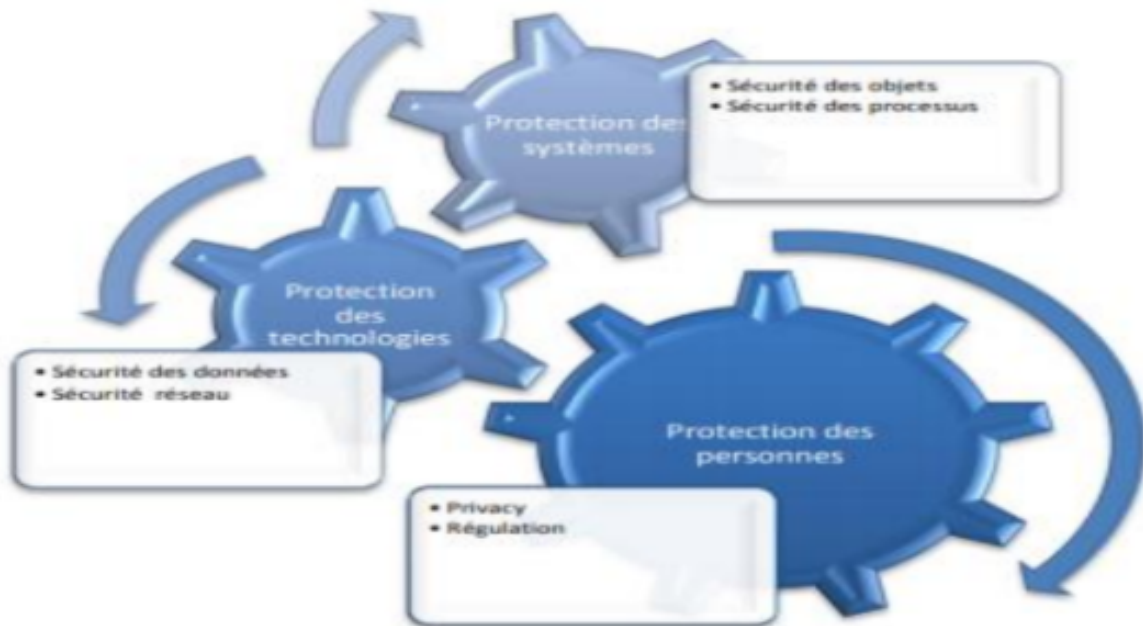 Protection des
systèmes
• Sécurité des objets
• Sécurité des processus
Protection
des
technologies
• Sécurité des données
• Sécurité réseau
Protection des
personnes
• Privacy
• Régulation